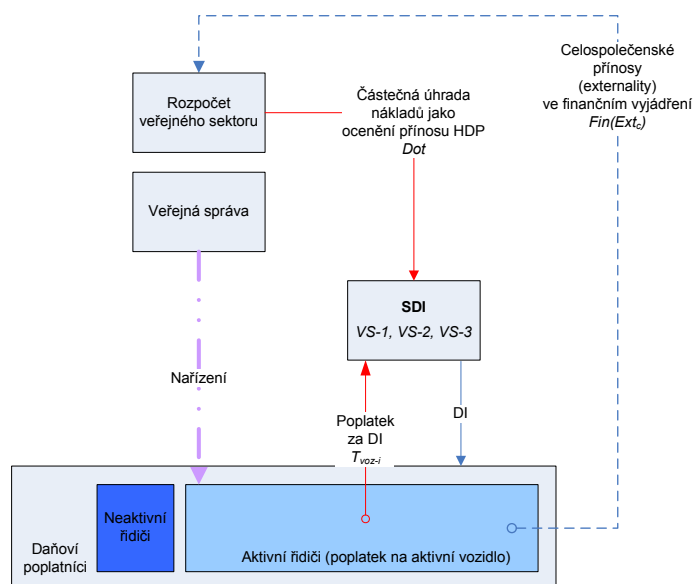 Celospolečenské
přínosy
(externality)
ve finančním vyjádření
Fin(Ext_c)
Rozpočet
veřejného sektoru
Částečná úhrada
nákladů jako
ocenění přínosu HDP
Dot
Veřejná správa
SDI
VS-1, VS-2, VS-3
Nařízení
Poplatek
za DI
T_voz-i
DI
Neaktivní
řidiči
Daňoví
poplatníci
Aktivní řidiči (poplatek na aktivní vozidlo)